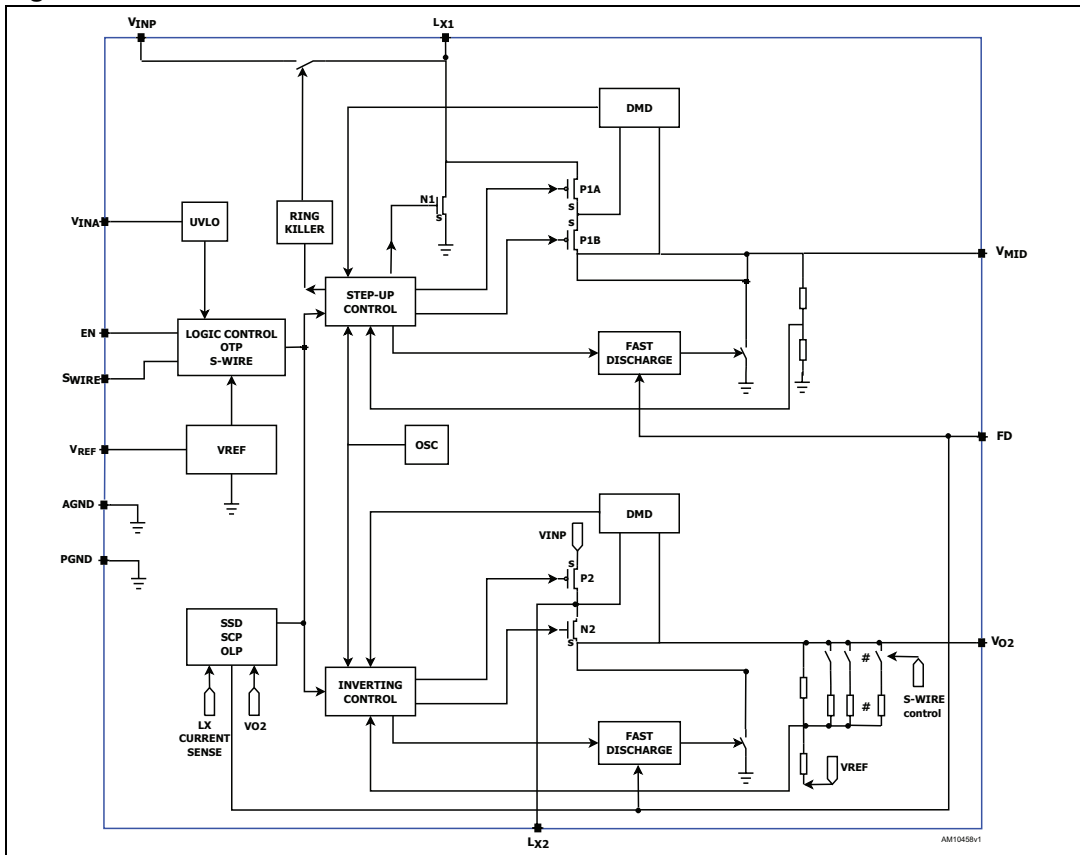 VINP
LX1
DMD
P1A
N1
S
S
S
VINA
UVLO
RING
KILLER
P1B
VMID
STEP-UP
CONTROL
EN
LOGIC CONTROL
OTP
S-WIRE
FAST
DISCHARGE
SWIRE
VREF
VREF
OSC
FD
AGND
DMD
VINP
PGND
S
P2
SSD
SCP
OLP
N2
S
VO2
#
S-WIRE
control
INVERTING
CONTROL
#
LX
CURRENT
SENSE
VO2
FAST
DISCHARGE
VREF
LX2
AM10458v1